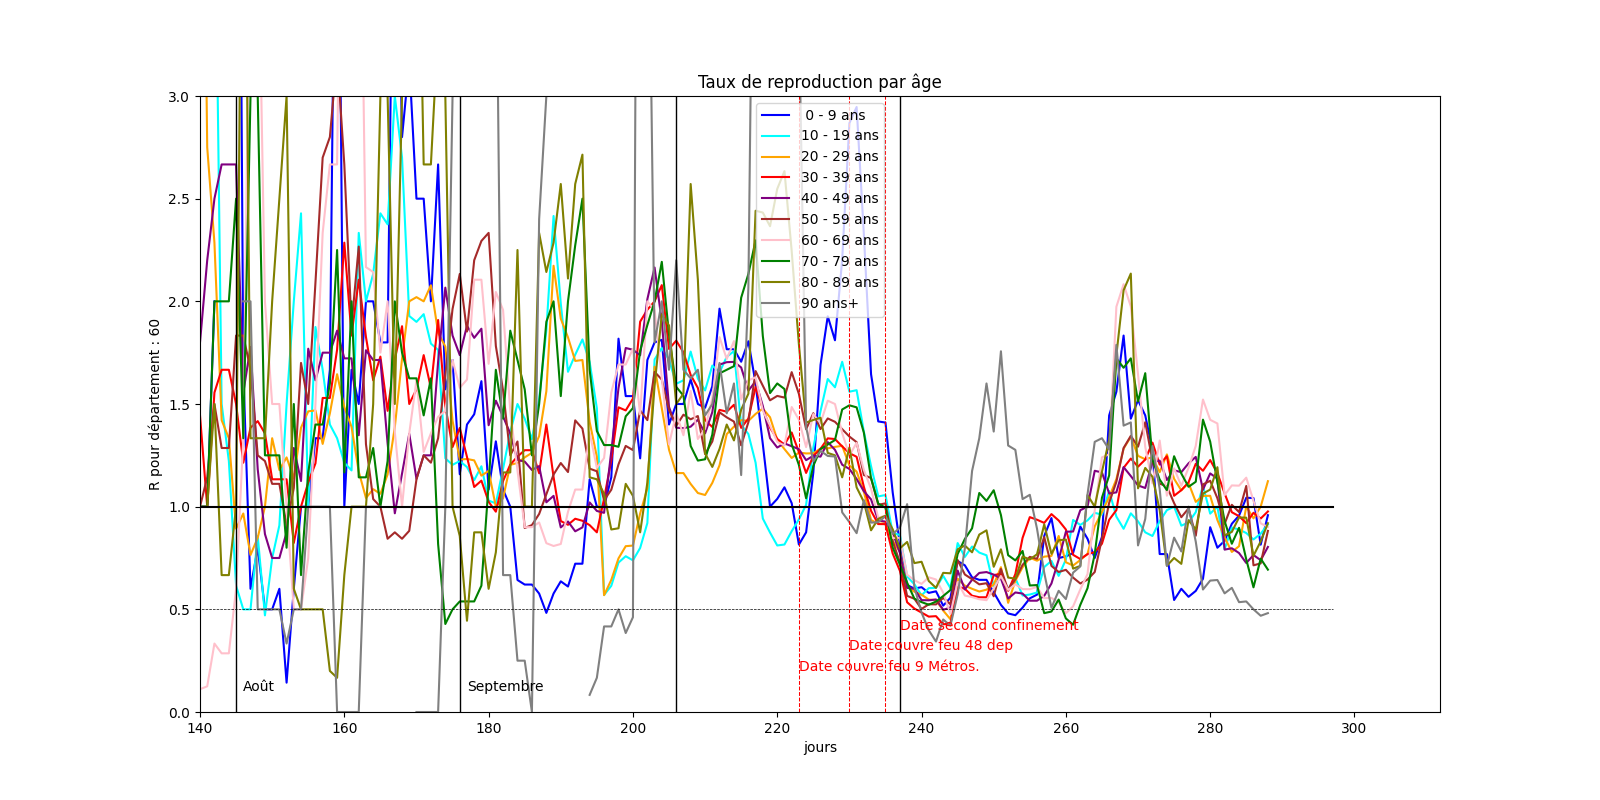 Taux de reproduction par âge
R pour département : 60
3.0
2.5
2.0
1.5
1.0
0.5
0.0
0 - 9 ans
10 - 19 ans
20 - 29 ans
30 - 39 ans
40 - 49 ans
50 - 59 ans
60 - 69 ans
70 - 79 ans
80 - 89 ans
90 ans+
Date second confinement
Date couvre feu 48 dep
Date couvre feu 9 Métros.
Août
Septembre
140 160 180 200 220 240 260 280 300
jours